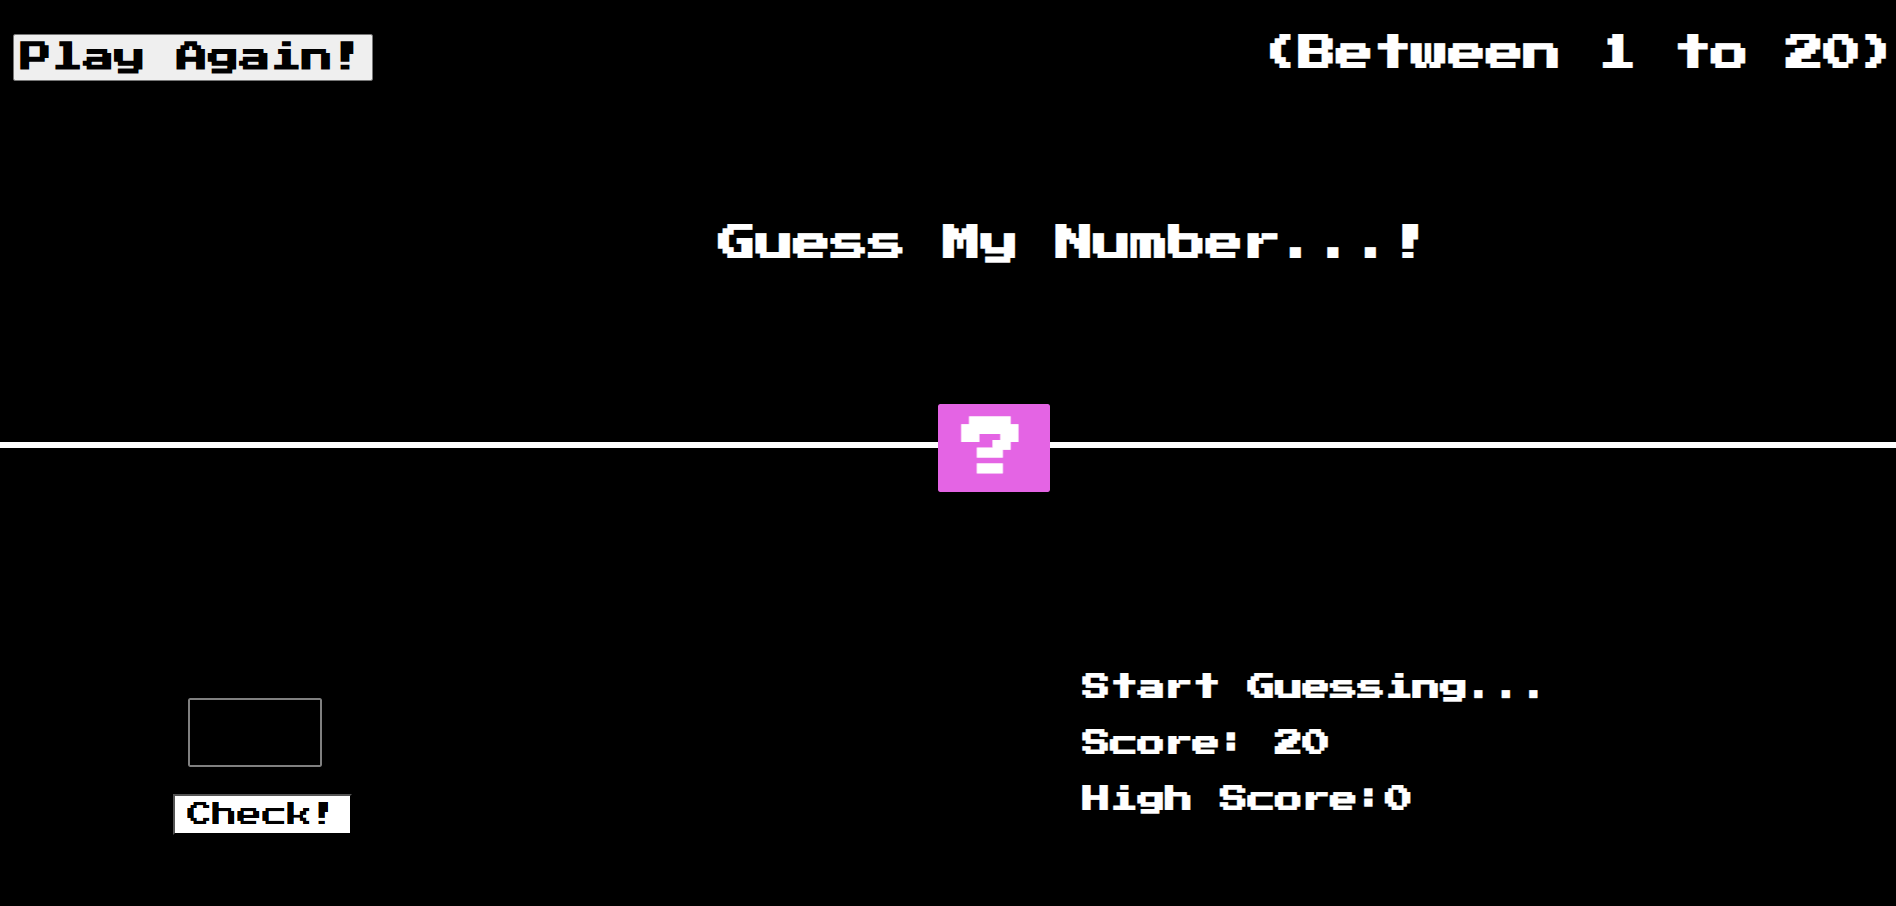 Play Again!
(Between 1 to 20)
Guess My Number...!
?
Start Guessing...
Score: 20
High Score:0
Check!